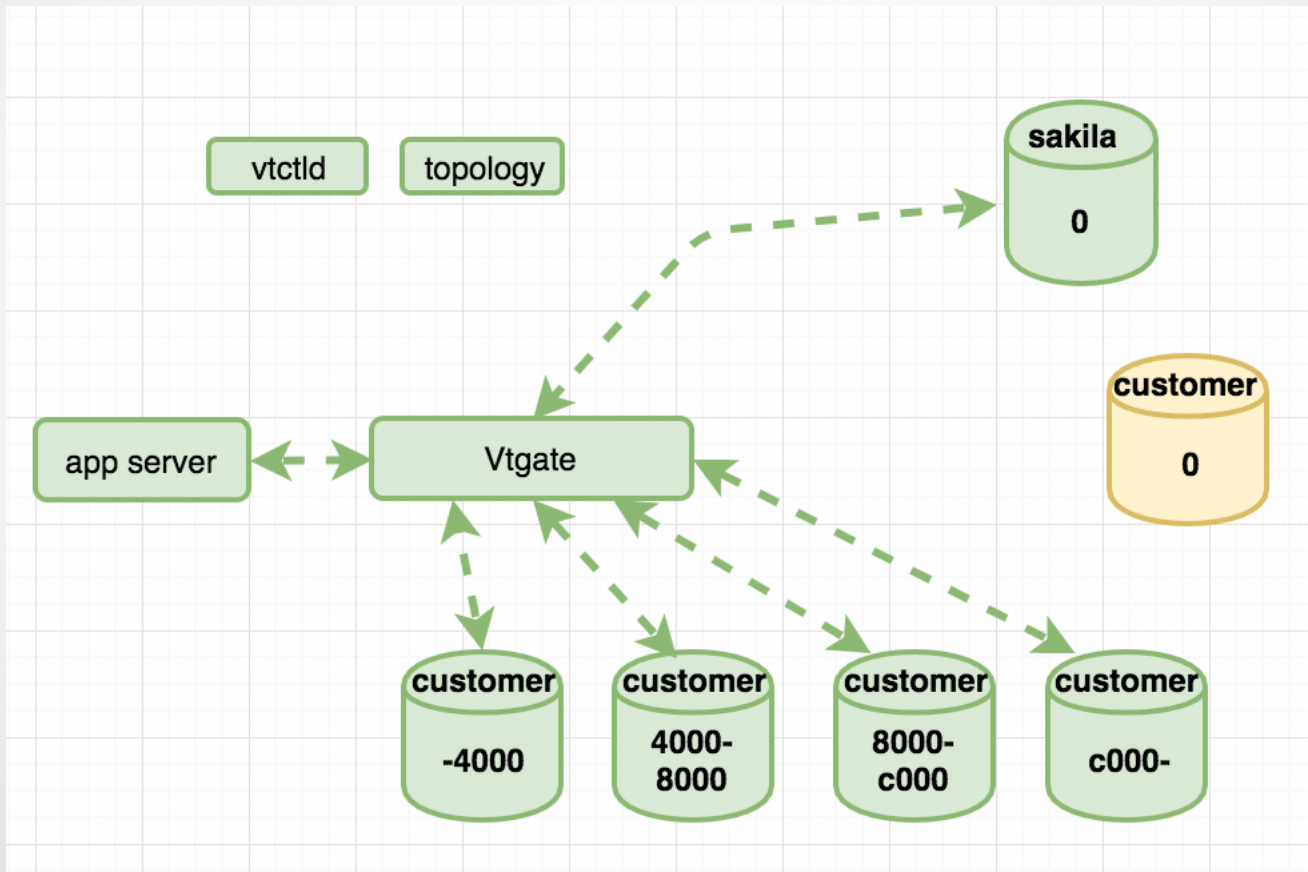 sakila
0
vtctld
topology
customer
0
app server
Vtgate
customer
-4000
customer
4000-
8000
customer
8000-
c000
customer
c000-